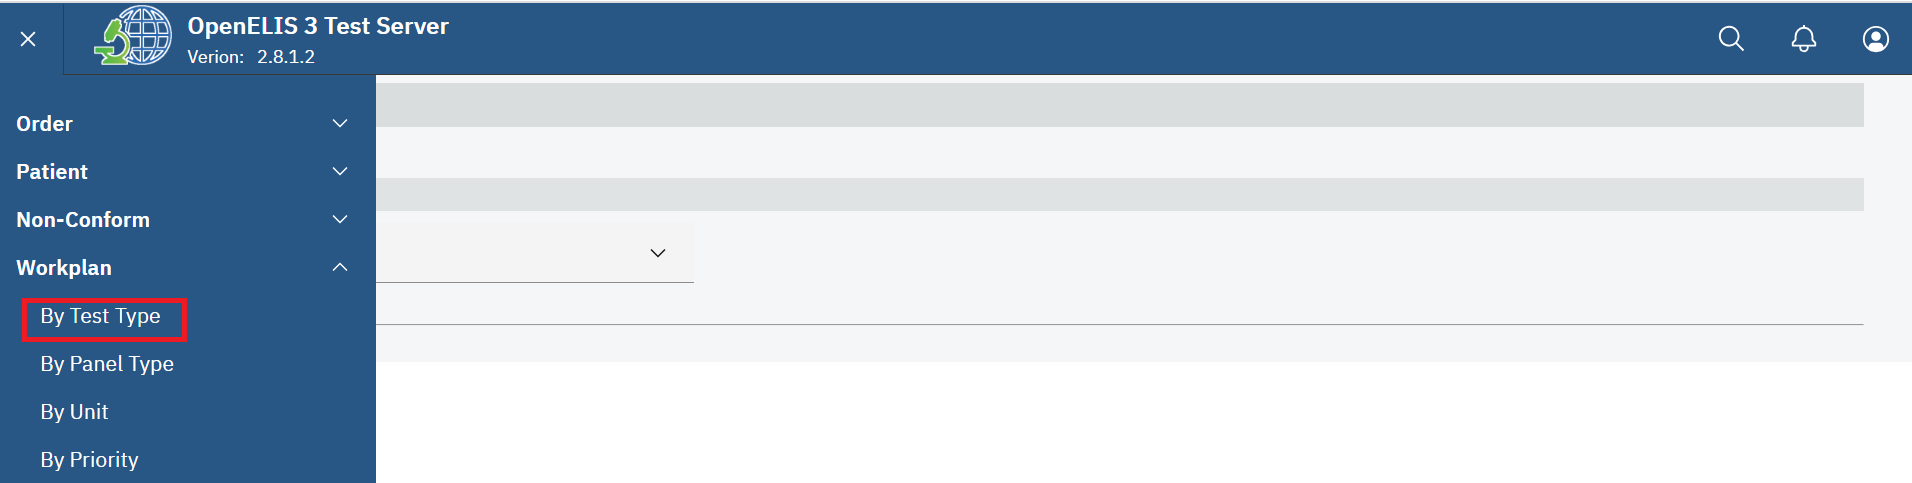 OpenELIS 3 Test Server
Verion: 2.8.1.2
Order
Patient
Non-Conform
Workplan
By Test Type
By Panel Type
By Unit
By Priority